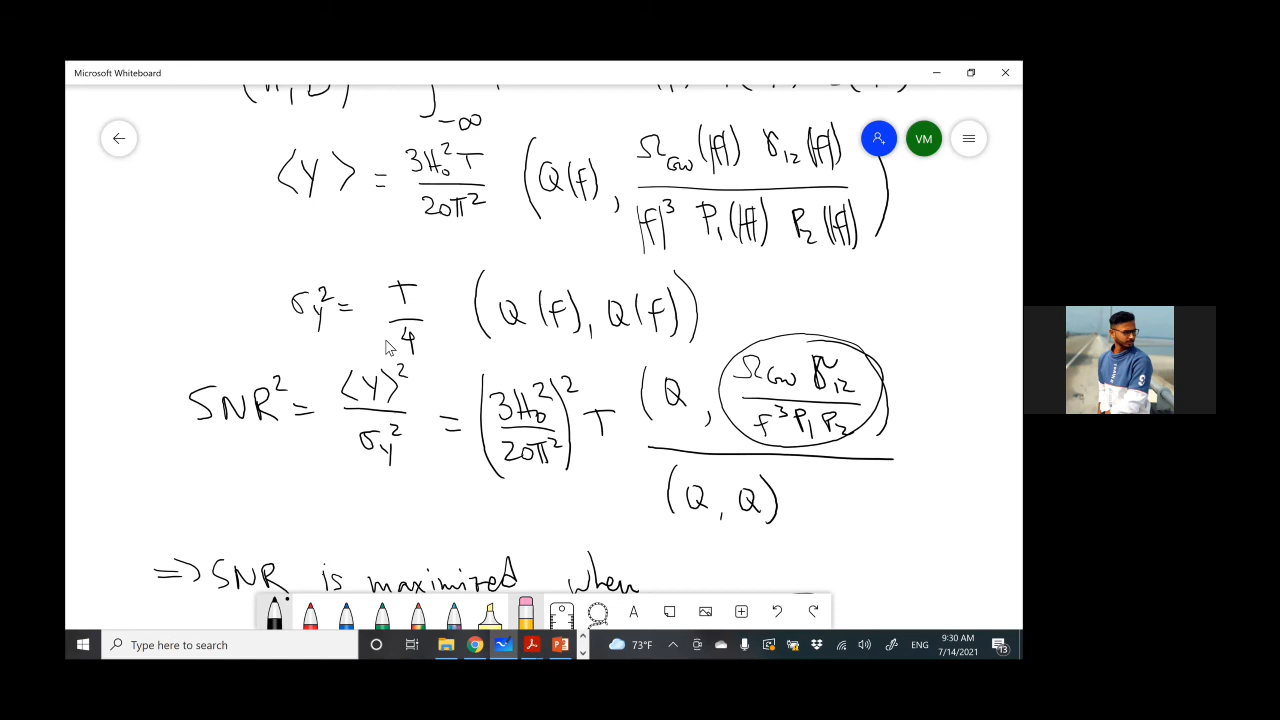 Microsoft Whiteboard
VM
⟨Y⟩ = 3H₀²T / 20π² (Q(f), Ω_GW(|f|) γ₁₂(|f|) / |f|³ P₁(|f|) P₂(|f|))
σ_Y² = T / 4 (Q(f), Q(f))
SNR² = ⟨Y⟩² / σ_Y² = (3H₀² / 20π²)² T (Q, Ω_GW γ₁₂ / f³P₁P₂) / (Q, Q)
=> SNR is maximized when
A
Type here to search
73°F
ENG
9:30 AM
7/14/2021
13